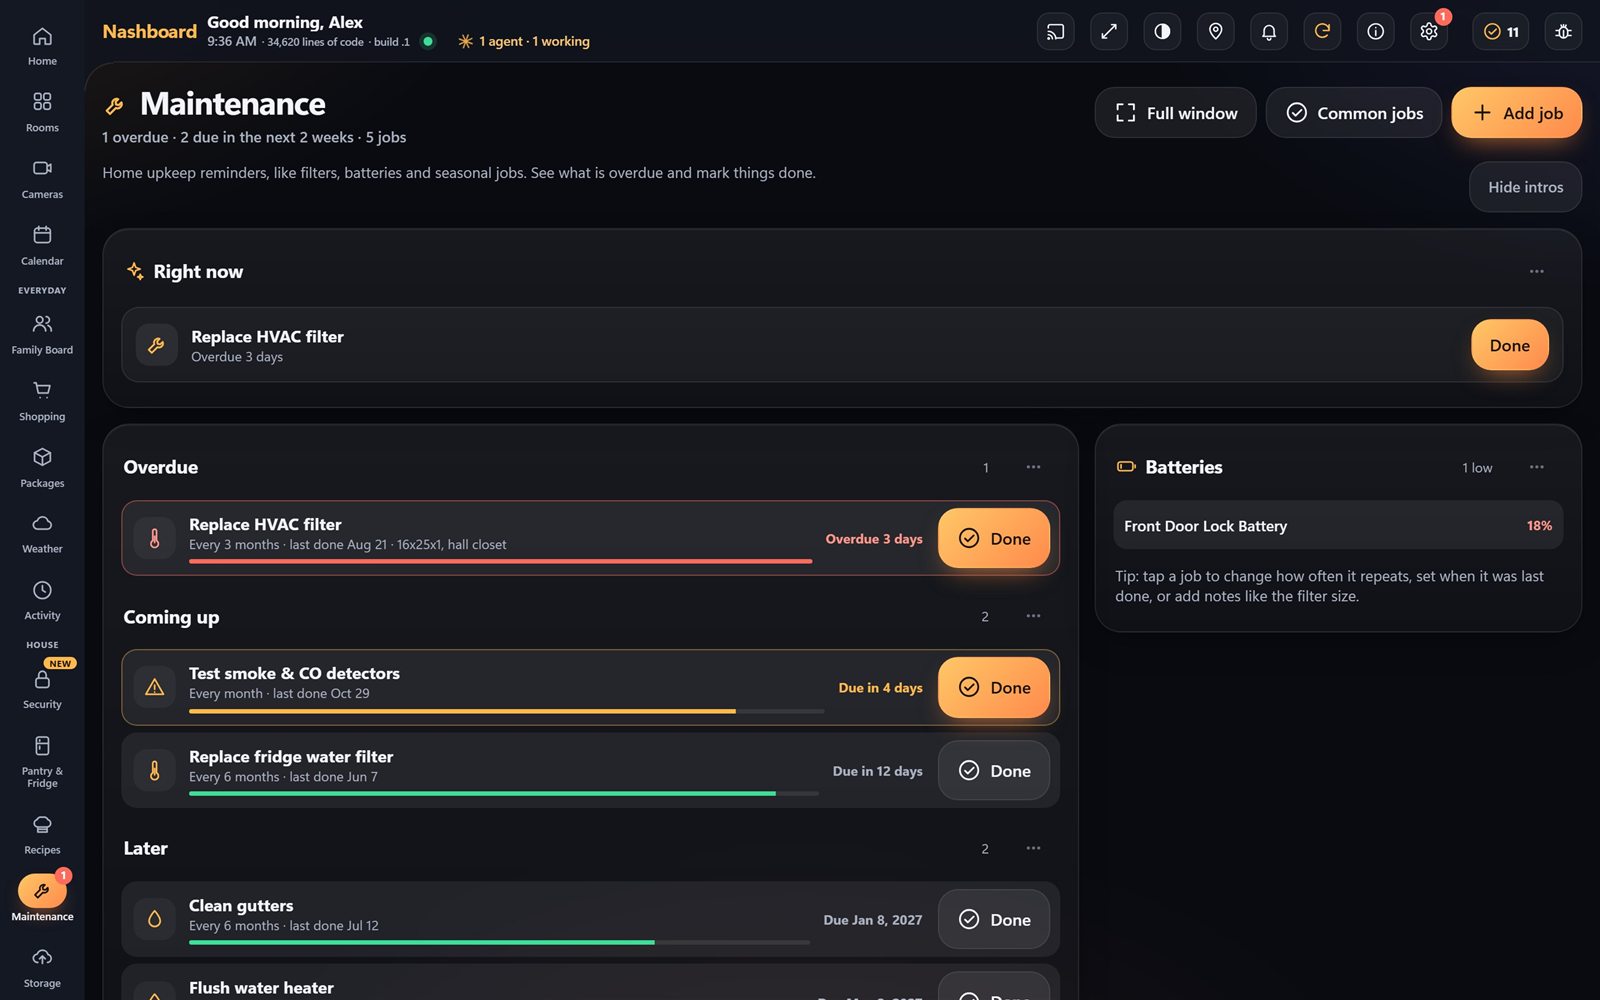 Home
Rooms
Cameras
Calendar
EVERYDAY
Family Board
Shopping
Packages
Weather
Activity
HOUSE
NEW
Security
Pantry &
Fridge
Recipes
1
Maintenance
Storage
Nashboard
Good morning, Alex
9:36 AM · 34,620 lines of code · build .1
1 agent · 1 working
1
11
Maintenance
1 overdue · 2 due in the next 2 weeks · 5 jobs
Home upkeep reminders, like filters, batteries and seasonal jobs. See what is overdue and mark things done.
Full window
Common jobs
Add job
Hide intros
Right now
Replace HVAC filter
Overdue 3 days
Done
Overdue
1
Replace HVAC filter
Every 3 months · last done Aug 21 · 16x25x1, hall closet
Overdue 3 days
Done
Coming up
2
Test smoke & CO detectors
Every month · last done Oct 29
Due in 4 days
Done
Replace fridge water filter
Every 6 months · last done Jun 7
Due in 12 days
Done
Later
2
Clean gutters
Every 6 months · last done Jul 12
Due Jan 8, 2027
Done
Flush water heater
Batteries
1 low
Front Door Lock Battery
18%
Tip: tap a job to change how often it repeats, set when it was last
done, or add notes like the filter size.